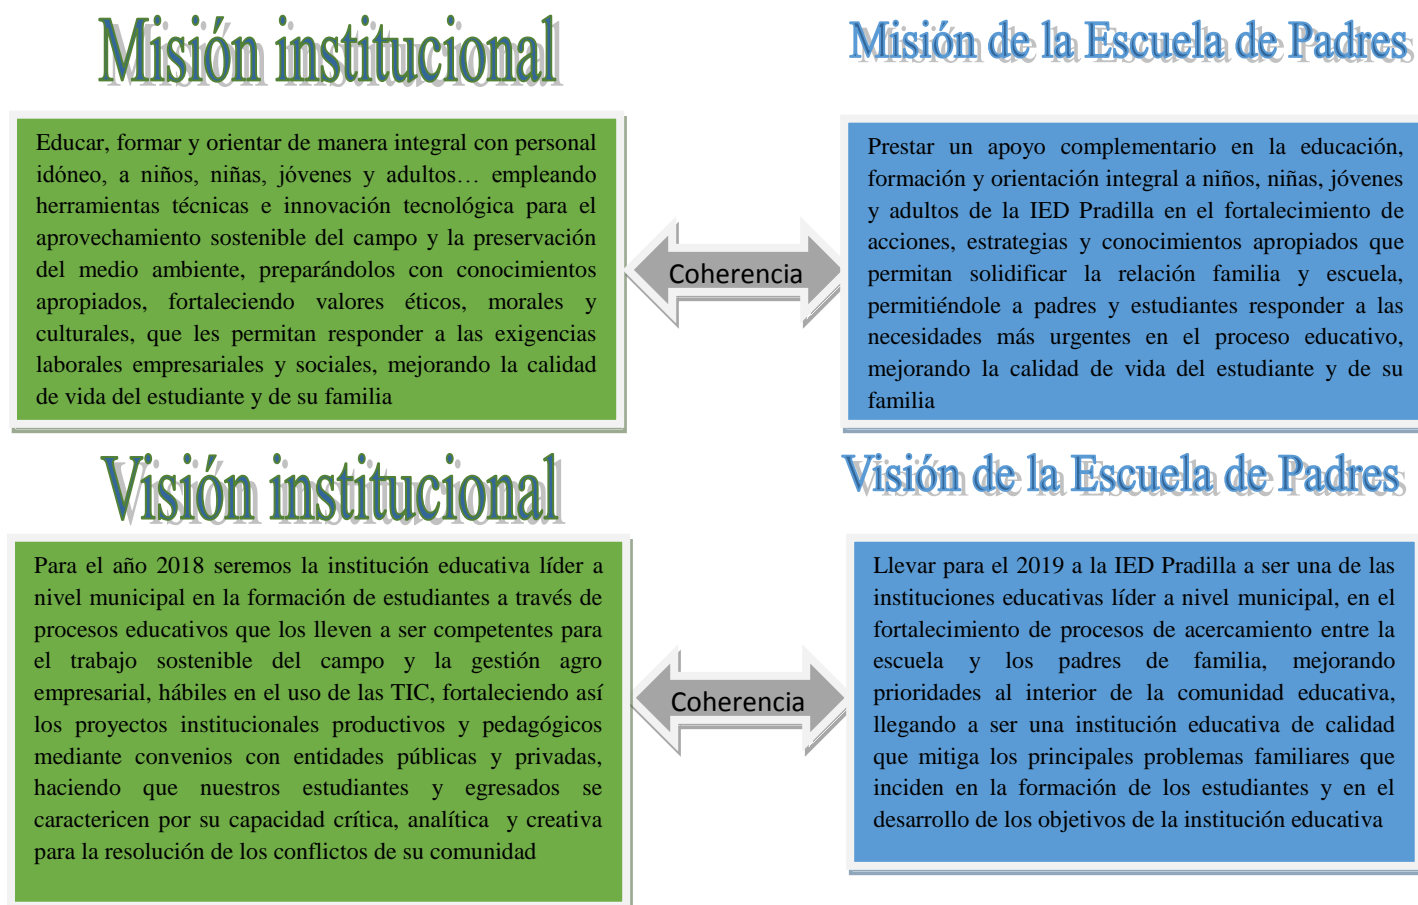 Misión institucional
Educar, formar y orientar de manera integral con personal
idóneo, a niños, niñas, jóvenes y adultos… empleando
herramientas técnicas e innovación tecnológica para el
aprovechamiento sostenible del campo y la preservación
del medio ambiente, preparándolos con conocimientos
apropiados, fortaleciendo valores éticos, morales y
culturales, que les permitan responder a las exigencias
laborales empresariales y sociales, mejorando la calidad
de vida del estudiante y de su familia
Coherencia
Misión de la Escuela de Padres
Prestar un apoyo complementario en la educación,
formación y orientación integral a niños, niñas, jóvenes
y adultos de la IED Pradilla en el fortalecimiento de
acciones, estrategias y conocimientos apropiados que
permitan solidificar la relación familia y escuela,
permitiéndole a padres y estudiantes responder a las
necesidades más urgentes en el proceso educativo,
mejorando la calidad de vida del estudiante y de su
familia
Visión institucional
Para el año 2018 seremos la institución educativa líder a
nivel municipal en la formación de estudiantes a través de
procesos educativos que los lleven a ser competentes para
el trabajo sostenible del campo y la gestión agro
empresarial, hábiles en el uso de las TIC, fortaleciendo así
los proyectos institucionales productivos y pedagógicos
mediante convenios con entidades públicas y privadas,
haciendo que nuestros estudiantes y egresados se
caractericen por su capacidad crítica, analítica y creativa
para la resolución de los conflictos de su comunidad
Coherencia
Visión de la Escuela de Padres
Llevar para el 2019 a la IED Pradilla a ser una de las
instituciones educativas líder a nivel municipal, en el
fortalecimiento de procesos de acercamiento entre la
escuela y los padres de familia, mejorando
prioridades al interior de la comunidad educativa,
llegando a ser una institución educativa de calidad
que mitiga los principales problemas familiares que
inciden en la formación de los estudiantes y en el
desarrollo de los objetivos de la institución educativa